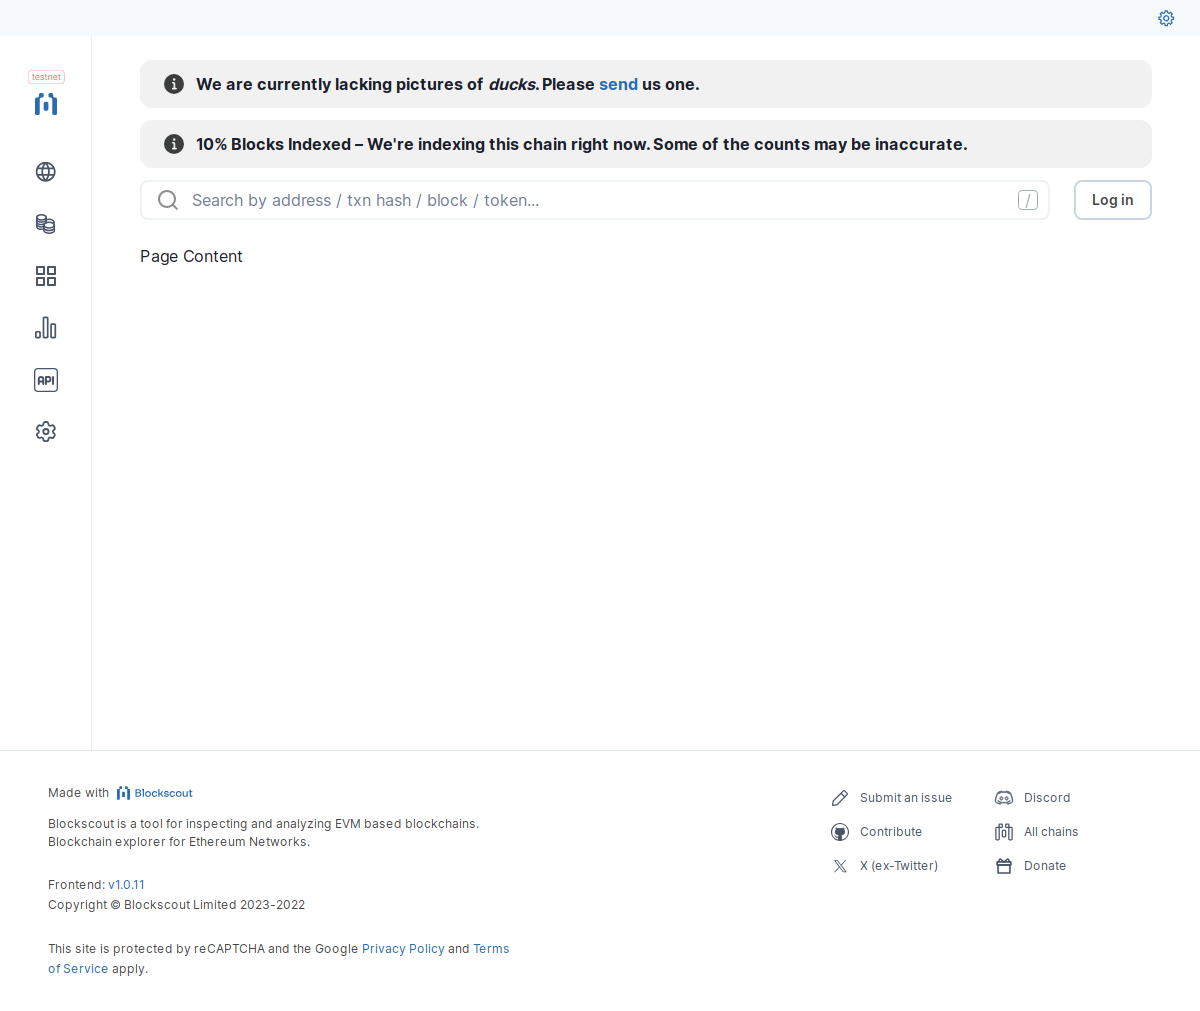 testnet
We are currently lacking pictures of ducks. Please send us one.
10% Blocks Indexed – We're indexing this chain right now. Some of the counts may be inaccurate.
Search by address / txn hash / block / token...
/
Log in
Page Content
API
Made with Blockscout
Blockscout is a tool for inspecting and analyzing EVM based blockchains.
Blockchain explorer for Ethereum Networks.
Frontend: v1.0.11
Copyright © Blockscout Limited 2023-2022
This site is protected by reCAPTCHA and the Google Privacy Policy and Terms
of Service apply.
Submit an issue
Discord
Contribute
All chains
X (ex-Twitter)
Donate